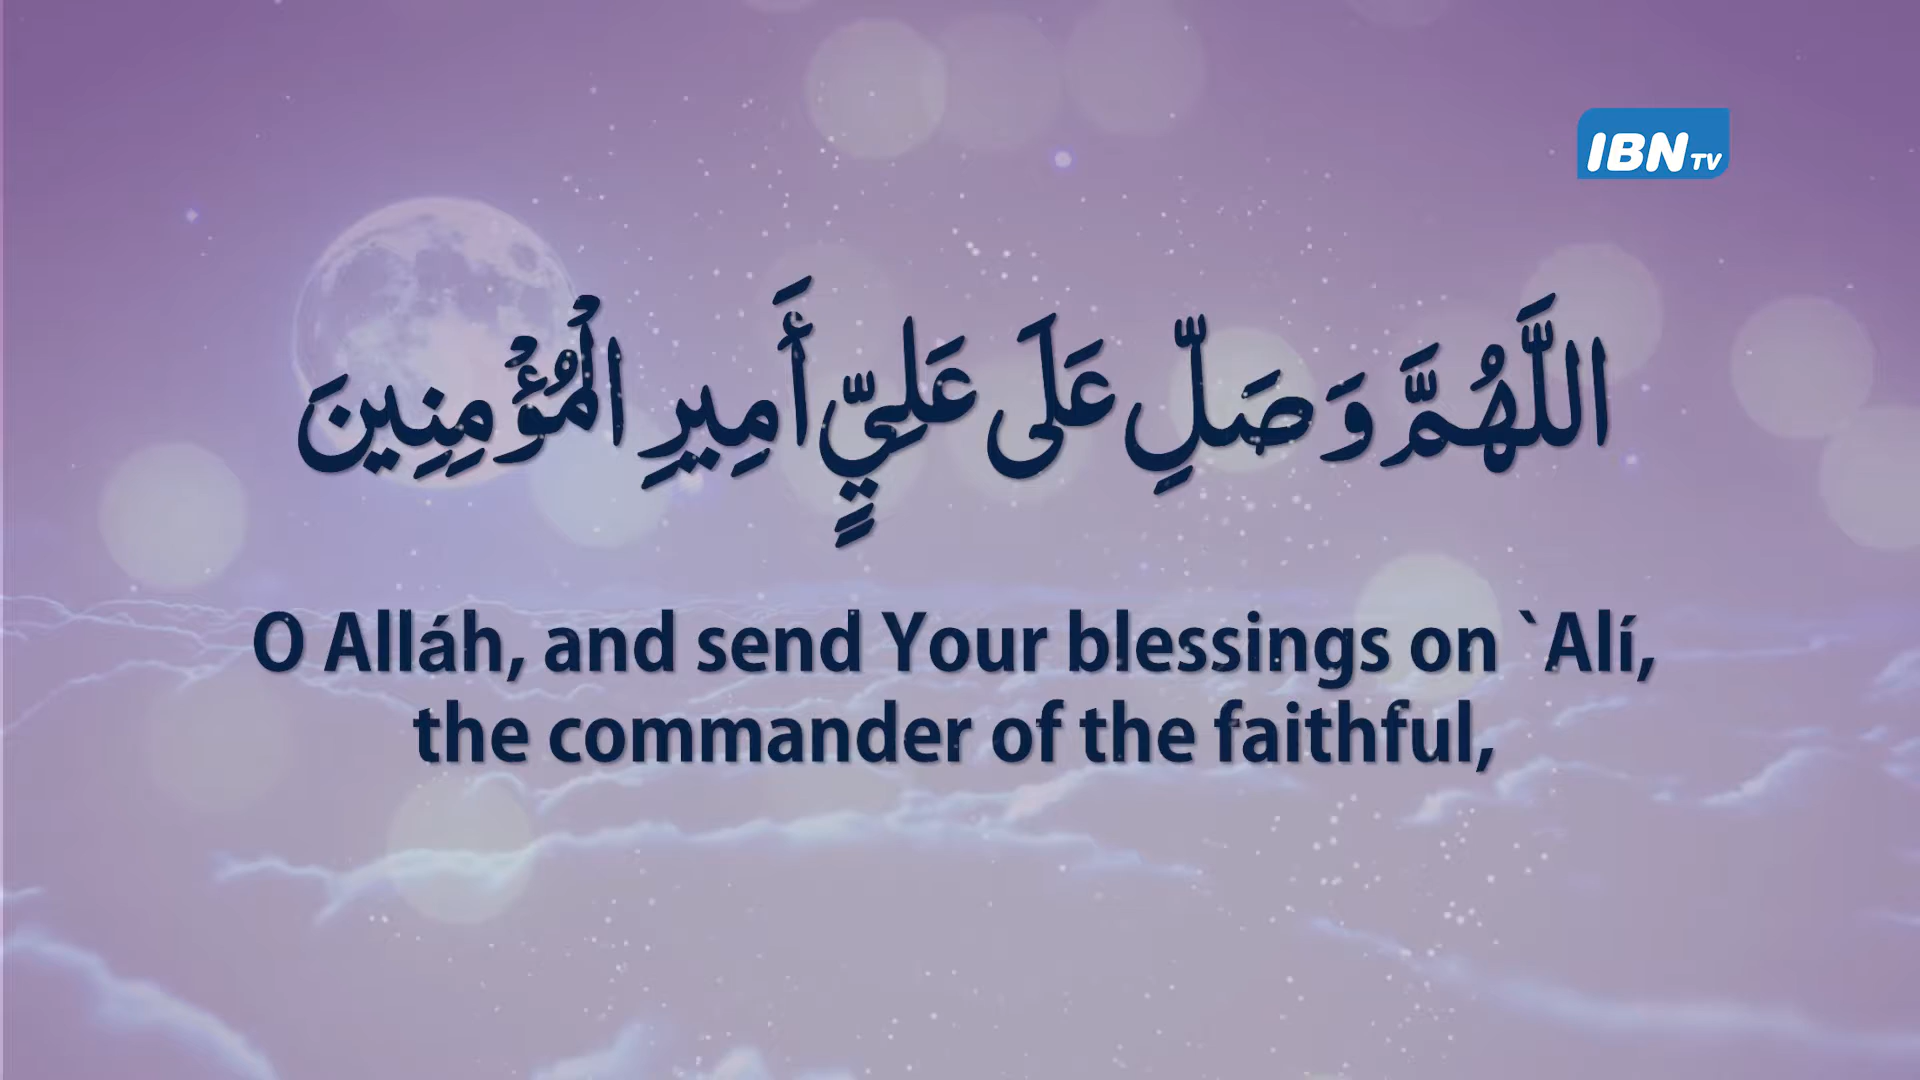 IBN TV
اللَّهُمَّ وَصَلِّ عَلَى عَلِيٍّ أَمِيرِ الْمُؤْمِنِينَ
O Alláh, and send Your blessings on `Alí,
the commander of the faithful,